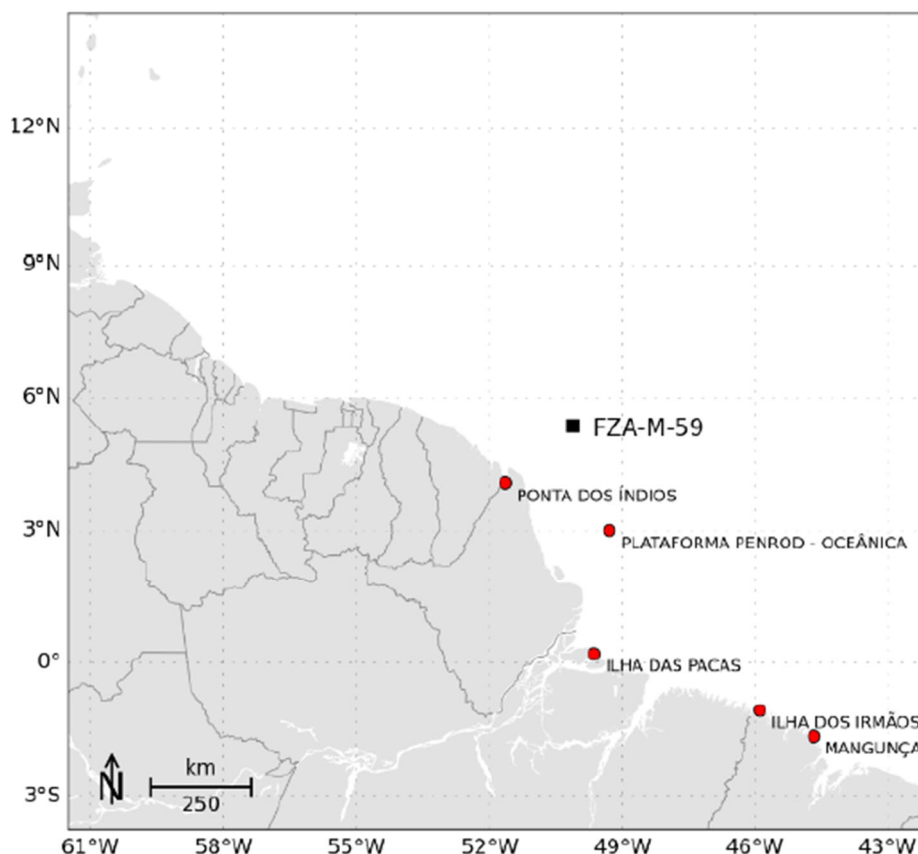 12°N
9°N
6°N
FZA-M-59
PONTA DOS ÍNDIOS
3°N
PLATAFORMA PENROD - OCEÂNICA
0°
ILHA DAS PACAS
ILHA DOS IRMÃOS
MANGUNÇA
N
km
250
3°S
61°W 58°W 55°W 52°W 49°W 46°W 43°W